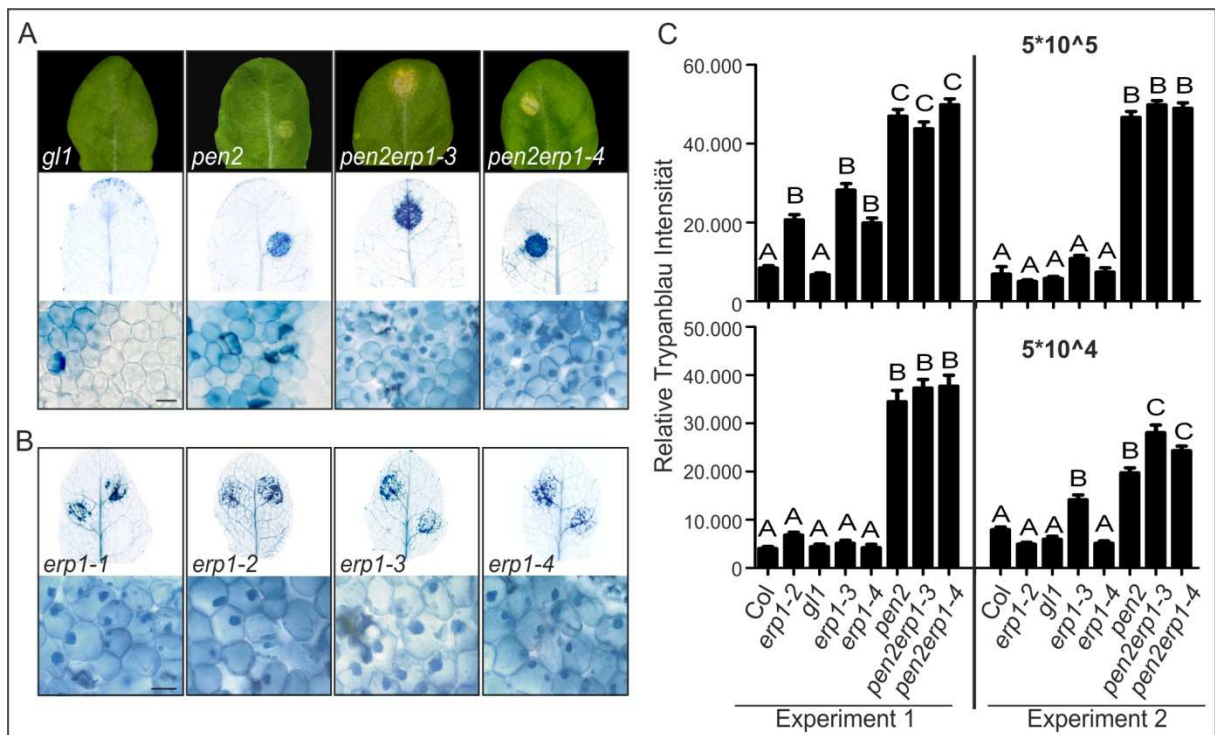 A
gl1
pen2
pen2erp1-3
pen2erp1-4
B
erp1-1
erp1-2
erp1-3
erp1-4
C
Relative Trypanblau Intensität
5*10^5
60.000
40.000
20.000
0
A
B
A
B
B
C
C
C
A
A
A
A
A
B
B
B
5*10^4
50.000
40.000
30.000
20.000
10.000
0
A
A
A
A
A
B
B
B
A
A
A
B
A
B
C
C
Col
erp1-2
gl1
erp1-3
erp1-4
pen2
pen2erp1-3
pen2erp1-4
Col
erp1-2
gl1
erp1-3
erp1-4
pen2
pen2erp1-3
pen2erp1-4
Experiment 1
Experiment 2